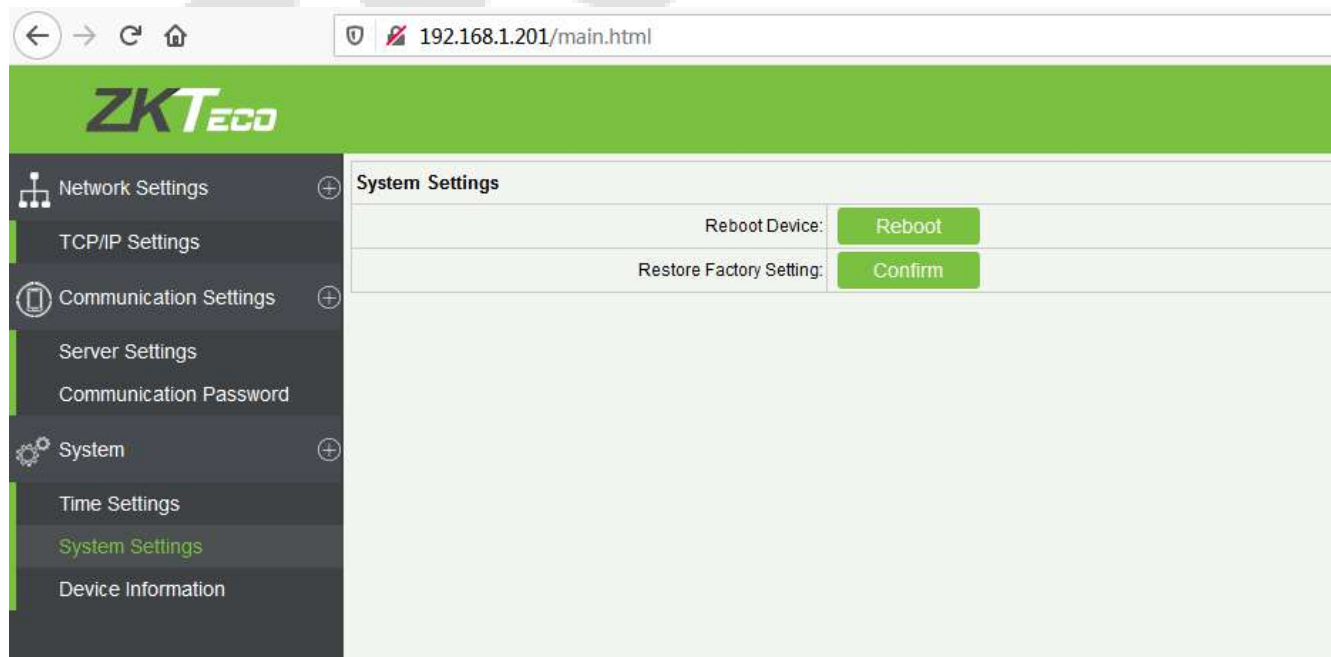 192.168.1.201/main.html
ZKTeco
Network Settings
TCP/IP Settings
Communication Settings
Server Settings
Communication Password
System
Time Settings
System Settings
Device Information
System Settings
Reboot Device: Reboot
Restore Factory Setting: Confirm